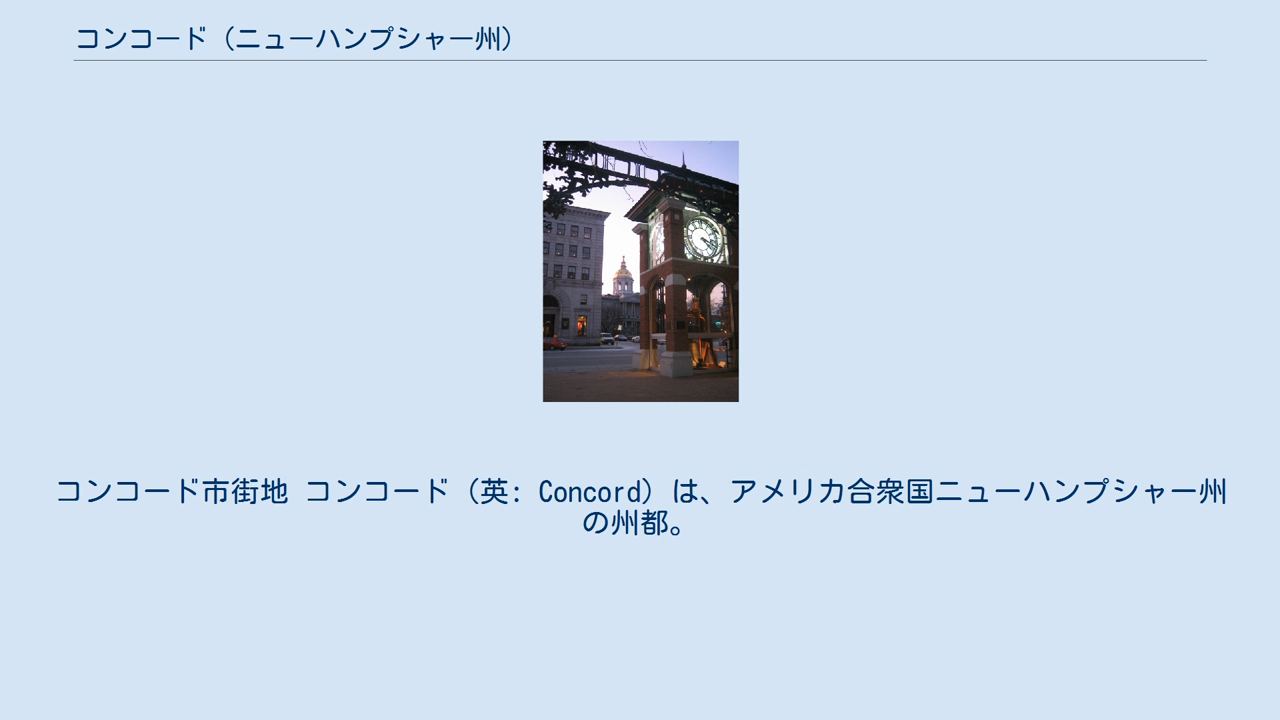 コンコード（ニューハンプシャー州）
コンコード市街地 コンコード（英: Concord）は、アメリカ合衆国ニューハンプシャー州
の州都。